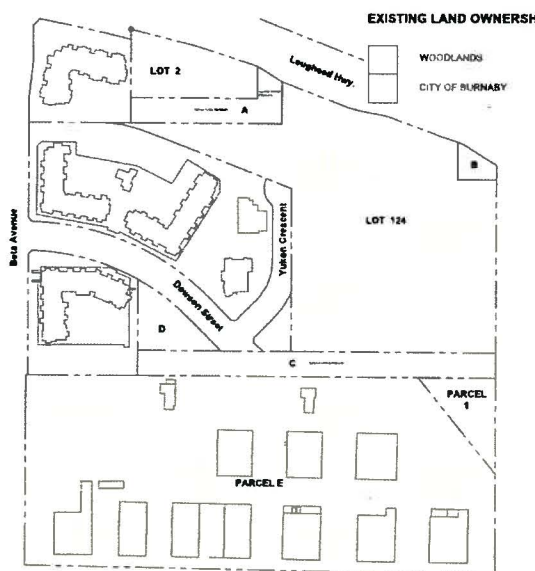 EXISTING LAND OWNERSH
WOODLANDS
CITY OF BURNABY
Lougheed Hwy.
LOT 2
A
B
LOT 124
Beta Avenue
Yukon Crescent
Dawson Street
D
C
PARCEL
1
PARCEL E